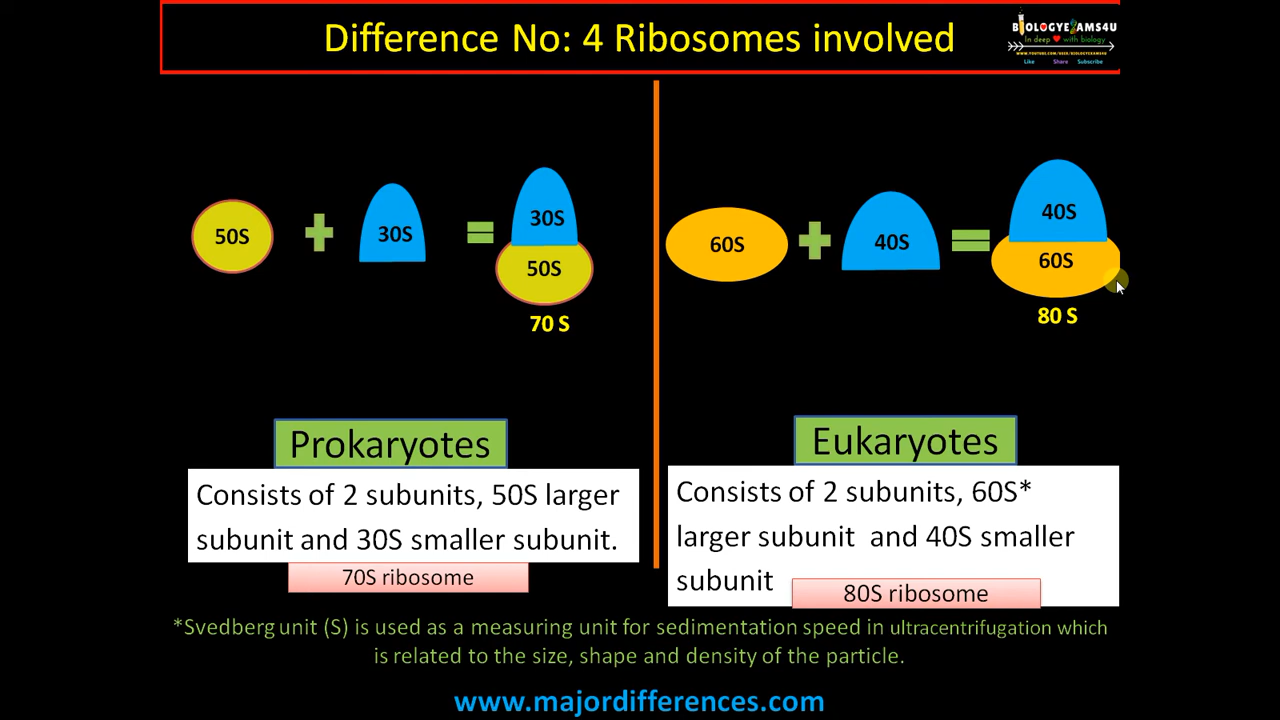 Difference No: 4 Ribosomes involved
BIOLOGYEXAMS4U
In deep ❤ with biology
WWW.YOUTUBE.COM/USER/BIOLOGYEXAMS4U
Like Share Subscribe
50S
30S
30S
50S
70 S
60S
40S
40S
60S
80 S
Prokaryotes
Consists of 2 subunits, 50S larger
subunit and 30S smaller subunit.
70S ribosome
Eukaryotes
Consists of 2 subunits, 60S*
larger subunit and 40S smaller
subunit
80S ribosome
*Svedberg unit (S) is used as a measuring unit for sedimentation speed in ultracentrifugation which
is related to the size, shape and density of the particle.
www.majordifferences.com